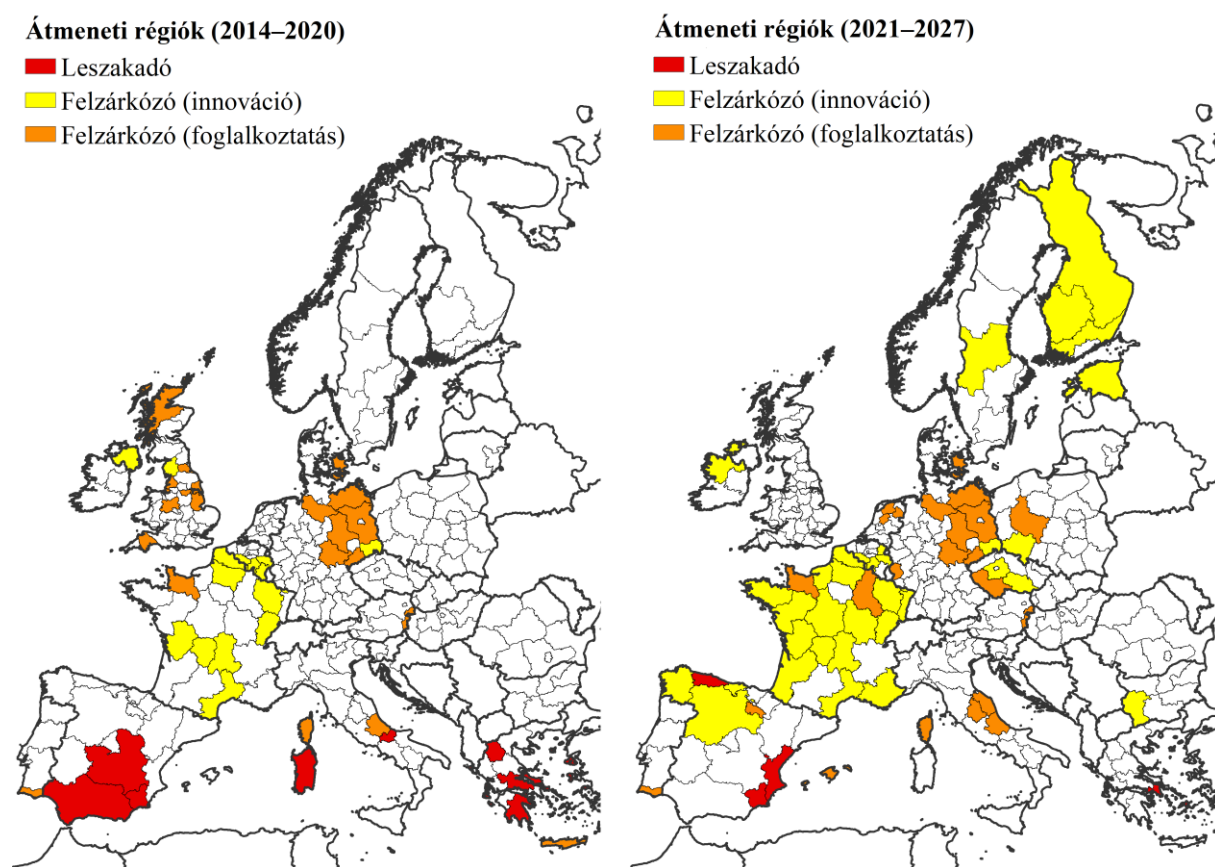 Átmeneti régiók (2014–2020)
Leszakadó
Felzárkózó (innováció)
Felzárkózó (foglalkoztatás)
Átmeneti régiók (2021–2027)
Leszakadó
Felzárkózó (innováció)
Felzárkózó (foglalkoztatás)